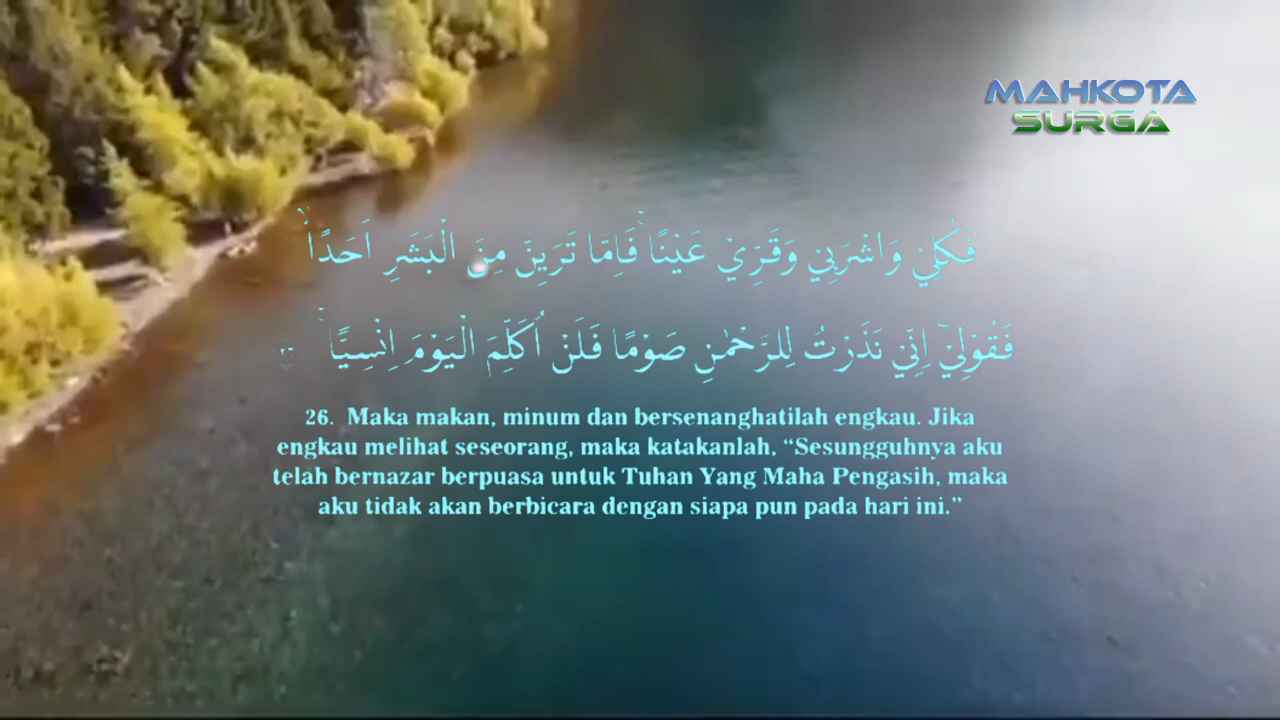 MAHKOTA
SURGA
فَكُلِيْ وَاشْرَبِيْ وَقَرِّيْ عَيْنًا ۚفَاِمَّا تَرَيِنَّ مِنَ الْبَشَرِ اَحَدًاۙ
فَقُوْلِيْٓ اِنِّيْ نَذَرْتُ لِلرَّحْمٰنِ صَوْمًا فَلَنْ اُكَلِّمَ الْيَوْمَ اِنْسِيًّا ۚ
26. Maka makan, minum dan bersenanghatilah engkau. Jika
engkau melihat seseorang, maka katakanlah, “Sesungguhnya aku
telah bernazar berpuasa untuk Tuhan Yang Maha Pengasih, maka
aku tidak akan berbicara dengan siapa pun pada hari ini.”